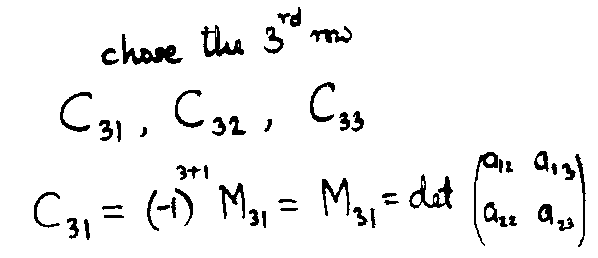 chose the 3rd row
C31, C32, C33
C31 = (-1)^3+1 M31 = M31 = det (a12 a13
a22 a23)